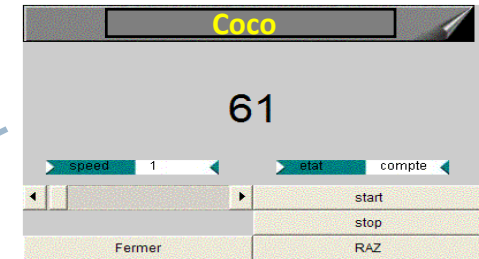 Coco
61
speed 1 etat compte
start
stop
Fermer RAZ